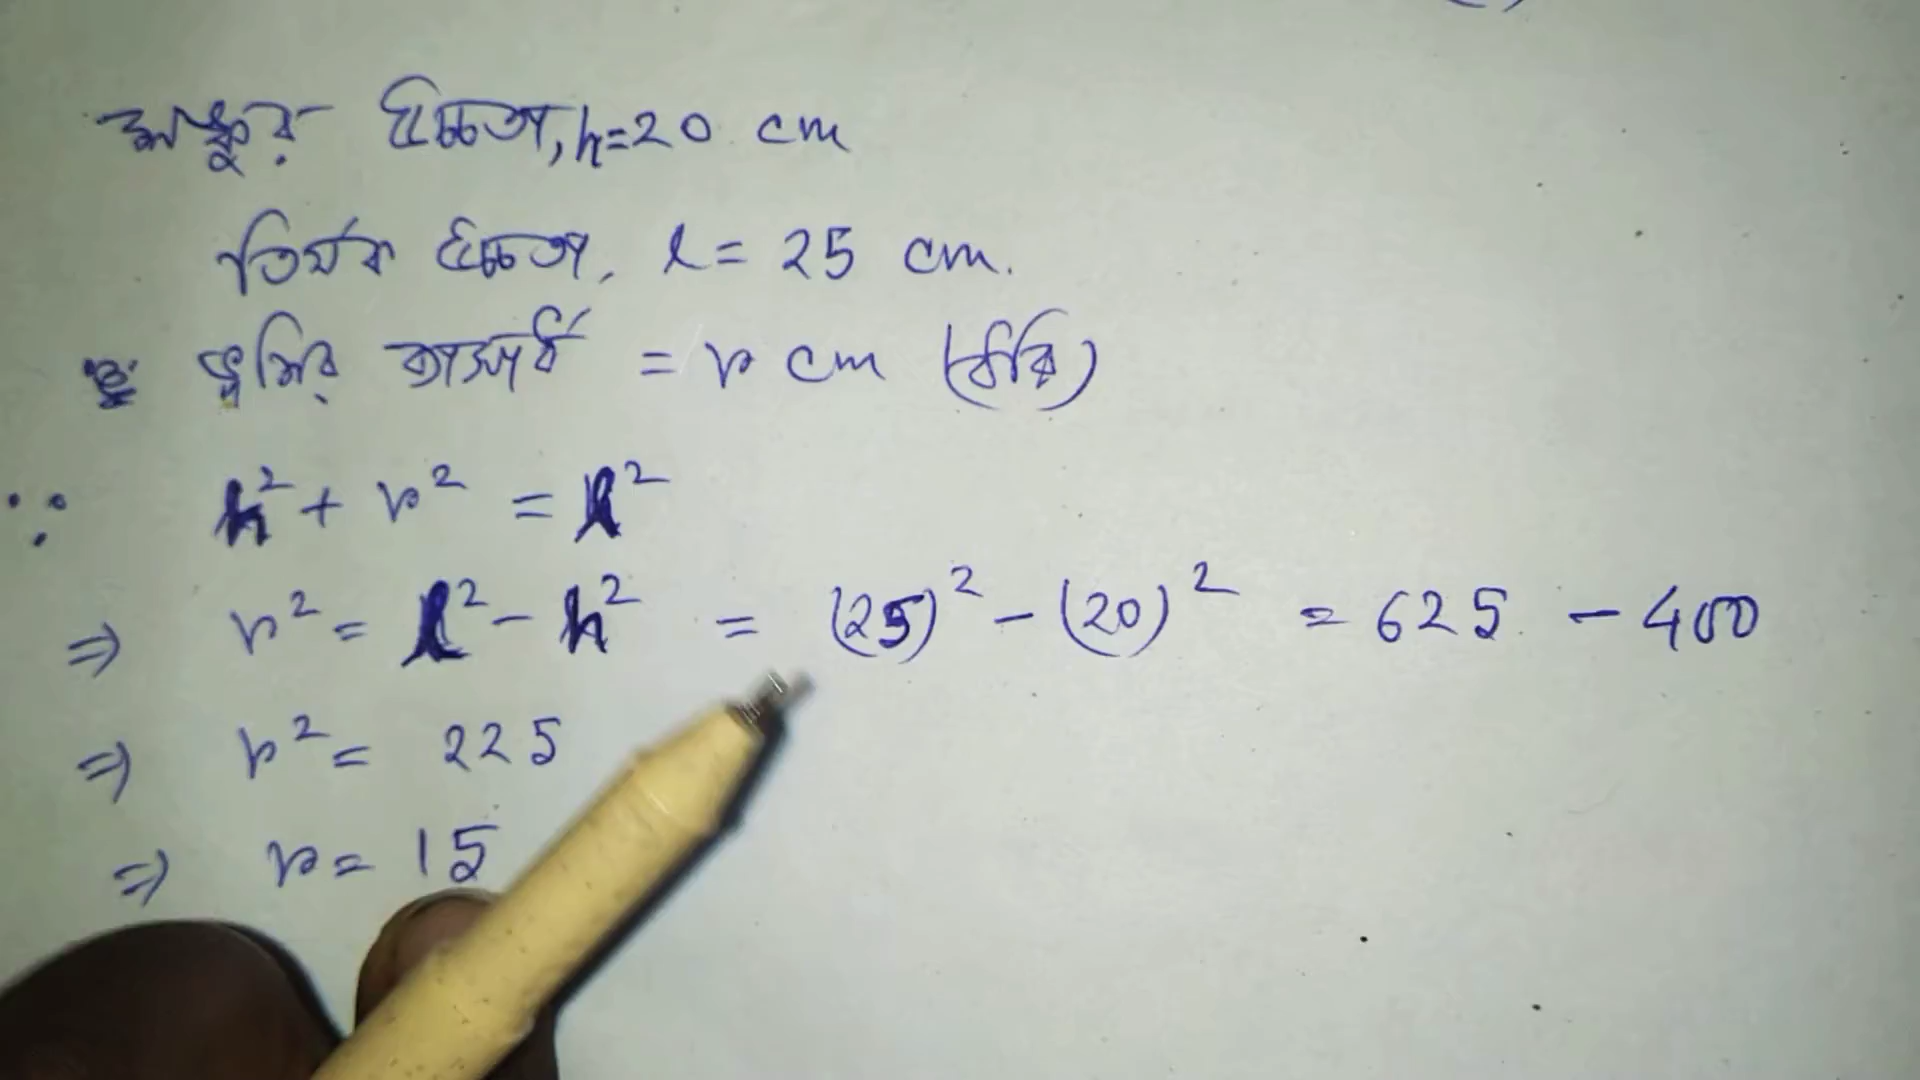 শঙ্কুর উচ্চতা, h=20 cm
তির্যক উচ্চতা, l = 25 cm.
ভূমির ব্যাসার্ধ = r cm (ধরি)
∵ h² + r² = l²
⇒ r² = l² - h² = (25)² - (20)² = 625 - 400
⇒ r² = 225
⇒ r = 15